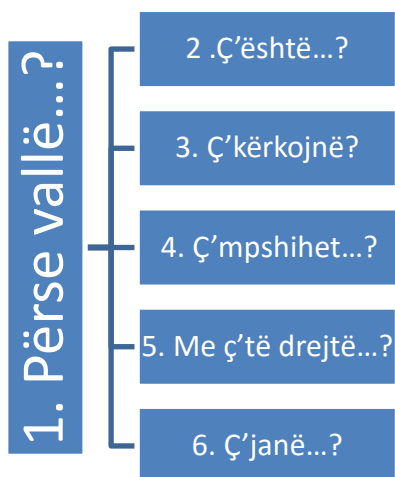 1. Përse vallë...?
2 .Ç'është...?
3. Ç'kërkojnë?
4. Ç'mpshihet...?
5. Me ç'të drejtë...?
6. Ç'janë...?